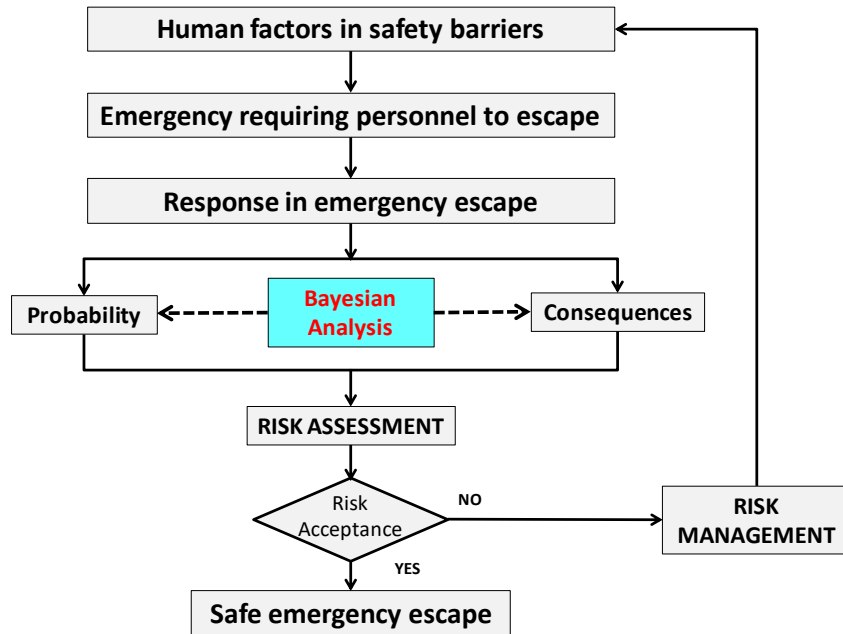 Human factors in safety barriers
Emergency requiring personnel to escape
Response in emergency escape
Probability
Bayesian
Analysis
Consequences
RISK ASSESSMENT
Risk
Acceptance
NO
RISK
MANAGEMENT
YES
Safe emergency escape